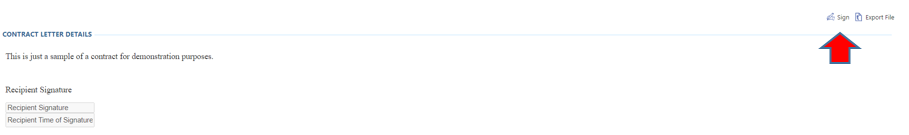 Sign Export File
CONTRACT LETTER DETAILS
This is just a sample of a contract for demonstration purposes.
Recipient Signature
Recipient Signature
Recipient Time of Signature